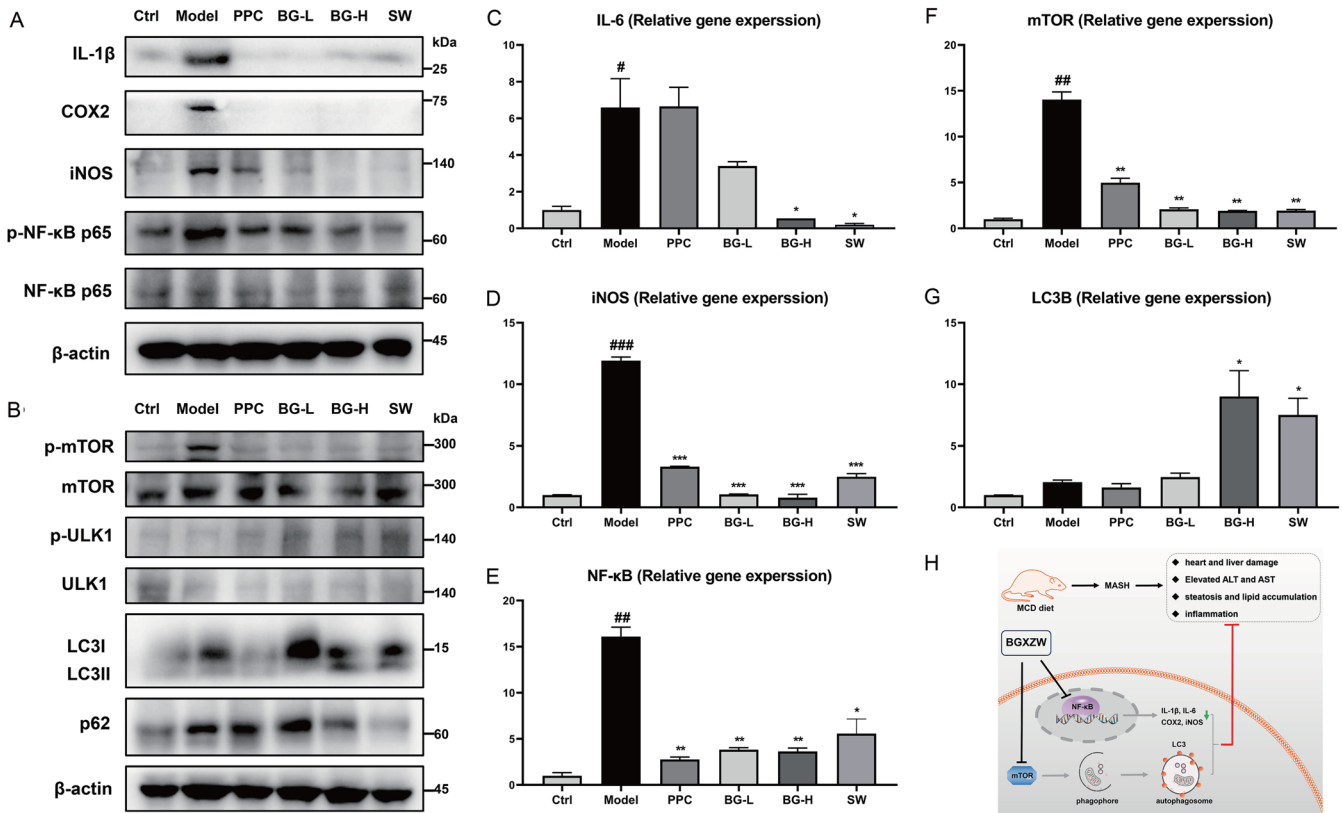 A
Ctrl Model PPC BG-L BG-H SW
kDa
IL-1β
25
COX2
75
iNOS
140
p-NF-κB p65
60
NF-κB p65
60
β-actin
45
B
Ctrl Model PPC BG-L BG-H SW
kDa
p-mTOR
300
mTOR
300
p-ULK1
140
ULK1
140
LC3I
15
LC3II
p62
60
β-actin
45
C
IL-6 (Relative gene experssion)
10
8
6
4
2
0
#
*
*
Ctrl Model PPC BG-L BG-H SW
D
iNOS (Relative gene experssion)
15
10
5
0
###
***
***
***
***
Ctrl Model PPC BG-L BG-H SW
E
NF-κB (Relative gene experssion)
20
15
10
5
0
##
**
**
**
*
Ctrl Model PPC BG-L BG-H SW
F
mTOR (Relative gene experssion)
20
15
10
5
0
##
**
**
**
**
Ctrl Model PPC BG-L BG-H SW
G
LC3B (Relative gene experssion)
15
10
5
0
*
*
Ctrl Model PPC BG-L BG-H SW
H
MCD diet
MASH
◆ heart and liver damage
◆ Elevated ALT and AST
◆ steatosis and lipid accumulation
◆ inflammation
BGXZW
NF-κB
IL-1β, IL-6
COX2, iNOS
LC3
mTOR
phagophore
autophagosome